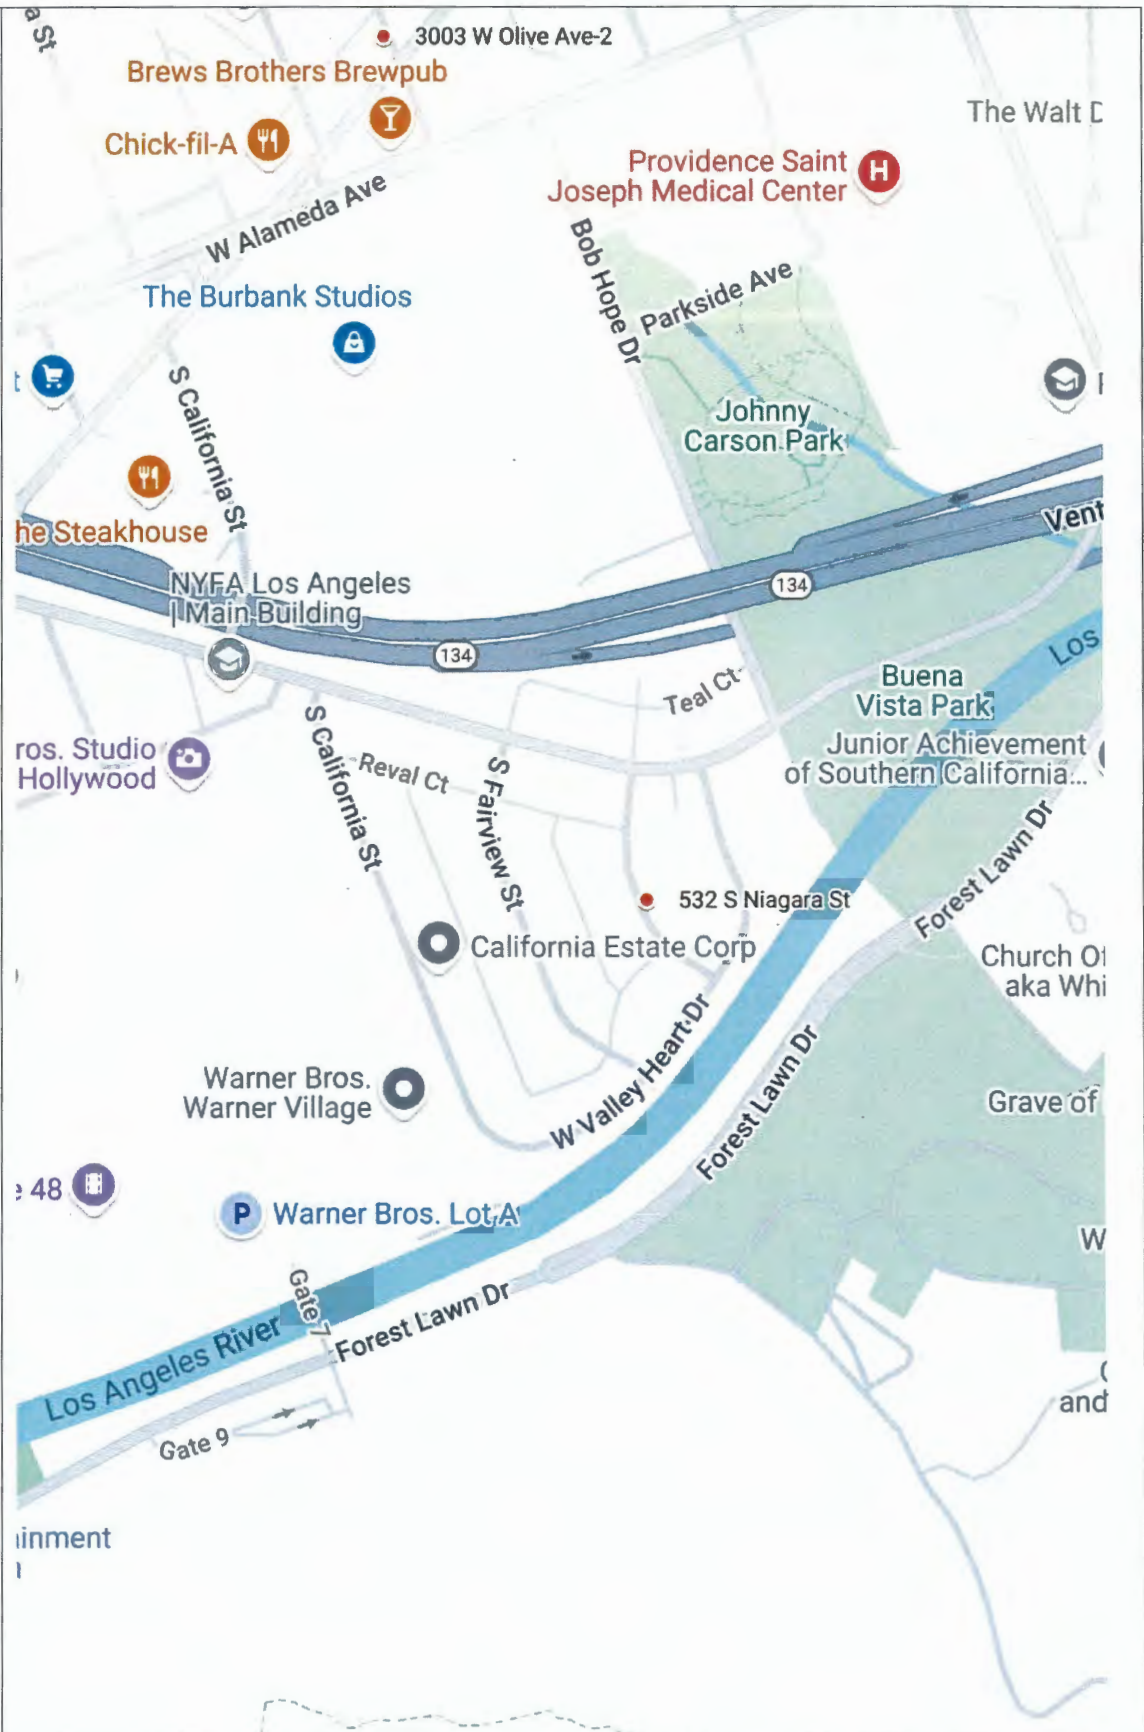 a St
3003 W Olive Ave-2
Brews Brothers Brewpub
Chick-fil-A
The Walt D
Providence Saint
Joseph Medical Center
H
W Alameda Ave
Bob Hope Dr
Parkside Ave
The Burbank Studios
t
S California St
Johnny
Carson Park
he Steakhouse
Vent
NYFA Los Angeles
| Main Building
134
134
Los
Teal Ct
Buena
Vista Park
ros. Studio
Hollywood
S California St
Reval Ct
S Fairview St
Junior Achievement
of Southern California...
Forest Lawn Dr
532 S Niagara St
California Estate Corp
Church Of
aka Whi
W Valley Heart Dr
Forest Lawn Dr
Warner Bros.
Warner Village
Grave of
e 48
P Warner Bros. Lot A
W
Gate 7
Forest Lawn Dr
Los Angeles River
and
Gate 9
inment